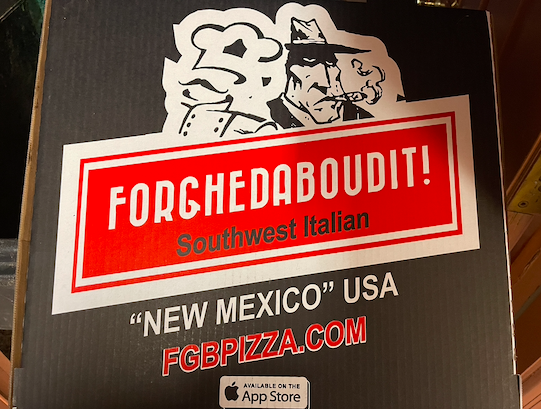 FORGHEDABOUDIT!
Southwest Italian
"NEW MEXICO" USA
FGBPIZZA.COM
AVAILABLE ON THE
App Store